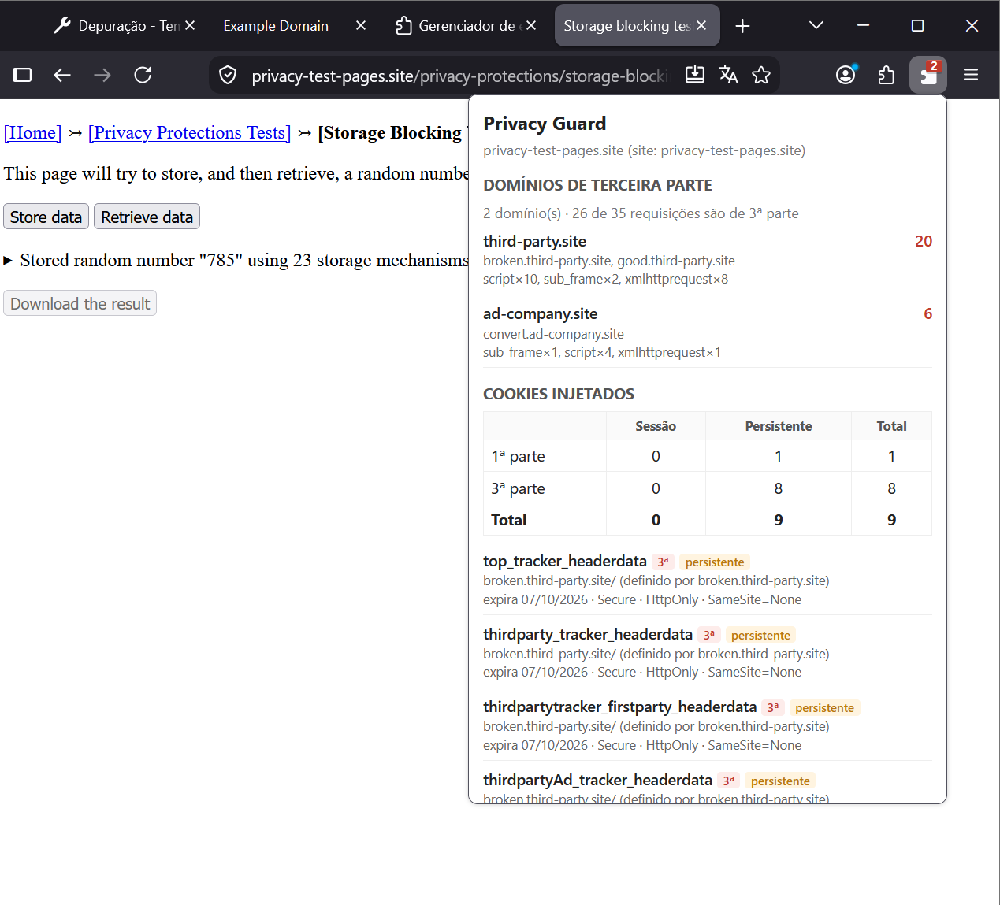 Depuração - Ten
Example Domain
Gerenciador de e
Storage blocking tes
privacy-test-pages.site/privacy-protections/storage-blocki
2
[Home] ↣ [Privacy Protections Tests] ↣ [Storage Blocking
This page will try to store, and then retrieve, a random numbe
Store data Retrieve data
▸ Stored random number "785" using 23 storage mechanisms
Download the result
Privacy Guard
privacy-test-pages.site (site: privacy-test-pages.site)
DOMÍNIOS DE TERCEIRA PARTE
2 domínio(s) · 26 de 35 requisições são de 3ª parte
third-party.site 20
broken.third-party.site, good.third-party.site
script×10, sub_frame×2, xmlhttprequest×8
ad-company.site 6
convert.ad-company.site
sub_frame×1, script×4, xmlhttprequest×1
COOKIES INJETADOS
Sessão Persistente Total
1ª parte 0 1 1
3ª parte 0 8 8
Total 0 9 9
top_tracker_headerdata 3ª persistente
broken.third-party.site/ (definido por broken.third-party.site)
expira 07/10/2026 · Secure · HttpOnly · SameSite=None
thirdparty_tracker_headerdata 3ª persistente
broken.third-party.site/ (definido por broken.third-party.site)
expira 07/10/2026 · Secure · HttpOnly · SameSite=None
thirdpartytracker_firstparty_headerdata 3ª persistente
broken.third-party.site/ (definido por broken.third-party.site)
expira 07/10/2026 · Secure · HttpOnly · SameSite=None
thirdpartyAd_tracker_headerdata 3ª persistente
broken.third-party.site/ (definido por broken.third-party.site)